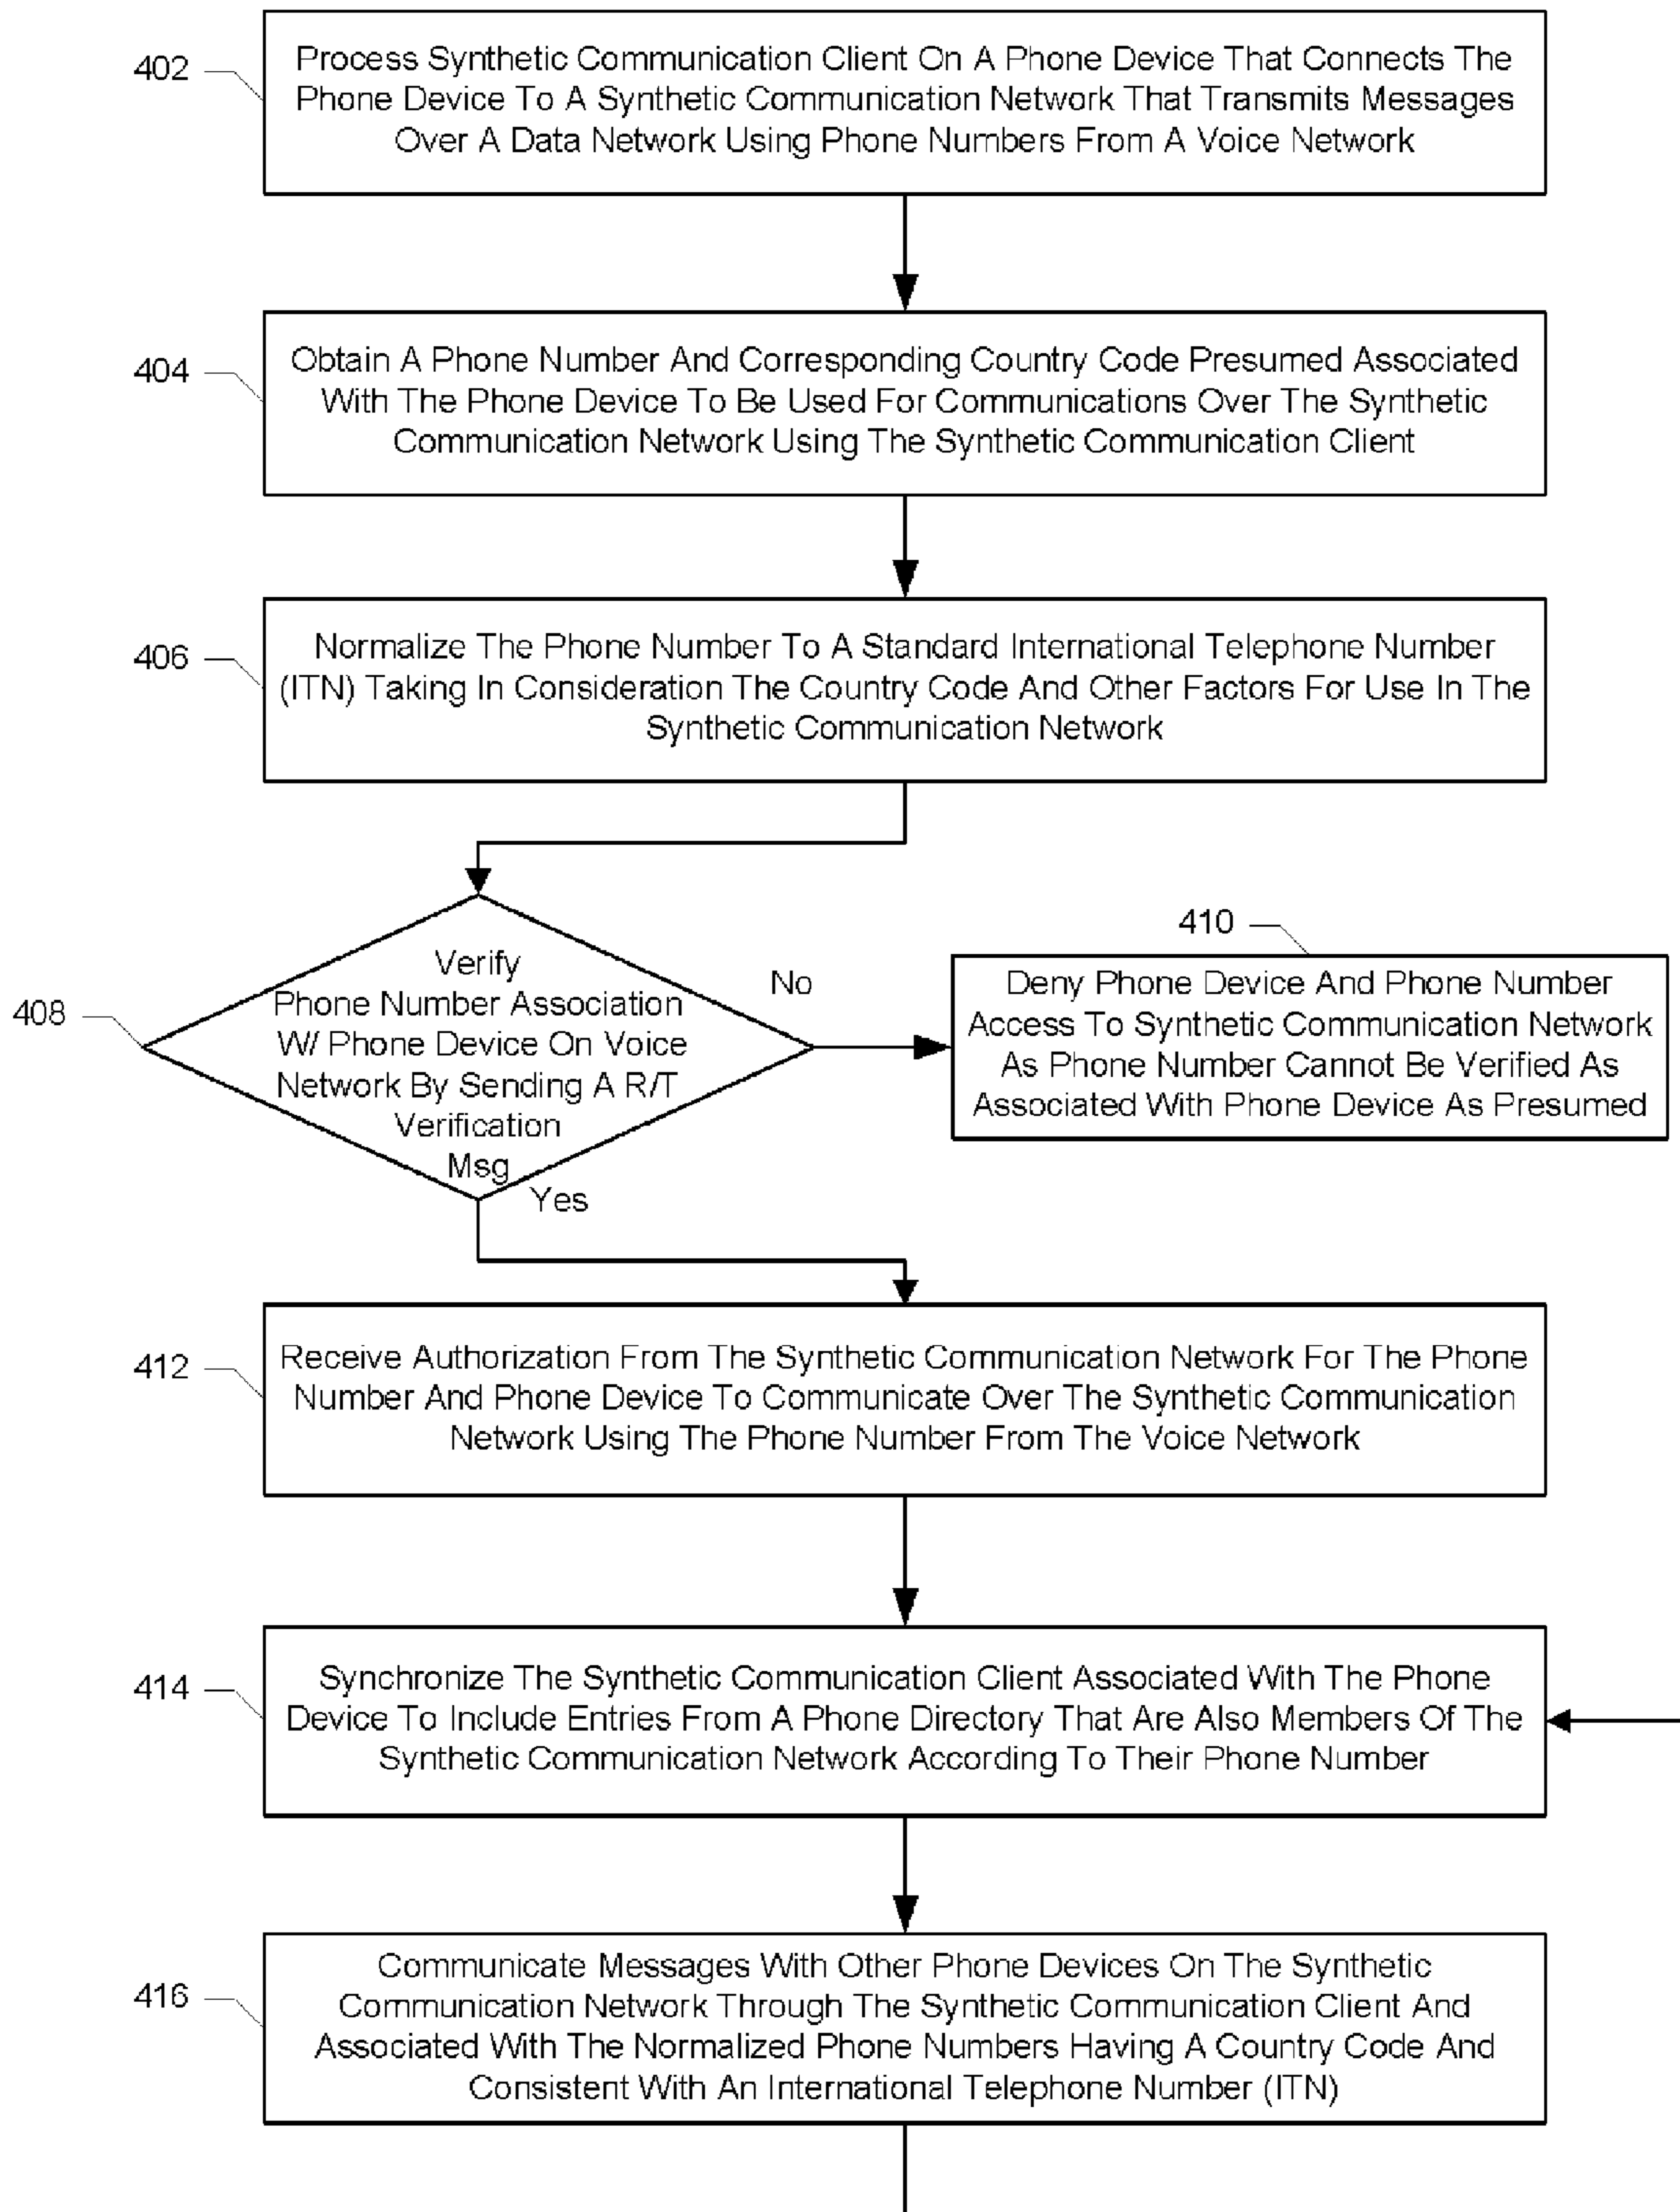 402
Process Synthetic Communication Client On A Phone Device That Connects The
Phone Device To A Synthetic Communication Network That Transmits Messages
Over A Data Network Using Phone Numbers From A Voice Network
404
Obtain A Phone Number And Corresponding Country Code Presumed Associated
With The Phone Device To Be Used For Communications Over The Synthetic
Communication Network Using The Synthetic Communication Client
406
Normalize The Phone Number To A Standard International Telephone Number
(ITN) Taking In Consideration The Country Code And Other Factors For Use In The
Synthetic Communication Network
408
Verify
Phone Number Association
W/ Phone Device On Voice
Network By Sending A R/T
Verification
Msg
No
Yes
410
Deny Phone Device And Phone Number
Access To Synthetic Communication Network
As Phone Number Cannot Be Verified As
Associated With Phone Device As Presumed
412
Receive Authorization From The Synthetic Communication Network For The Phone
Number And Phone Device To Communicate Over The Synthetic Communication
Network Using The Phone Number From The Voice Network
414
Synchronize The Synthetic Communication Client Associated With The Phone
Device To Include Entries From A Phone Directory That Are Also Members Of The
Synthetic Communication Network According To Their Phone Number
416
Communicate Messages With Other Phone Devices On The Synthetic
Communication Network Through The Synthetic Communication Client And
Associated With The Normalized Phone Numbers Having A Country Code And
Consistent With An International Telephone Number (ITN)